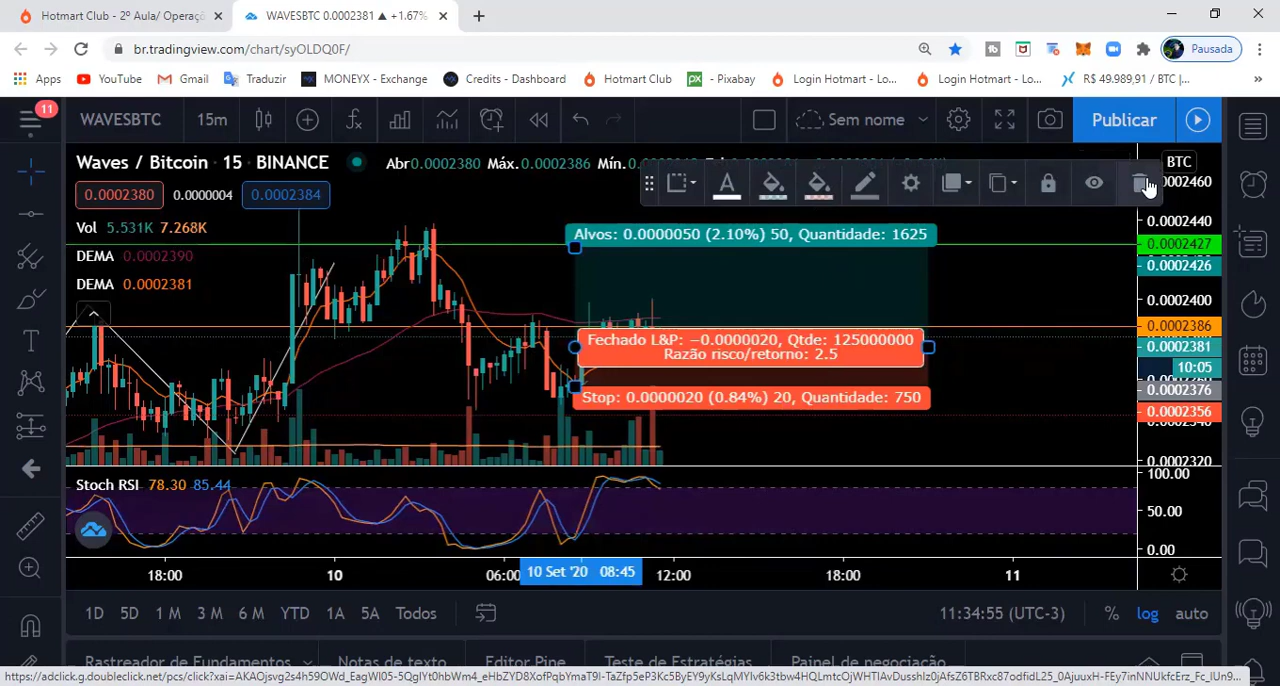 Hotmart Club - 2º Aula/ Operaçõ
WAVESBTC 0.0002381 ▲ +1.67%
br.tradingview.com/chart/syOLDQ0F/
Pausada
Apps YouTube Gmail Traduzir MONEYX - Exchange Credits - Dashboard Hotmart Club - Pixabay Login Hotmart - Lo... Login Hotmart - Lo... R$ 49.989,91 / BTC |... »
11
WAVESBTC 15m Sem nome Publicar
Waves / Bitcoin · 15 · BINANCE Abr0.0002380 Máx.0.0002386 Mín.
BTC
0.0002380 0.0000004 0.0002384
Vol 5.531K 7.268K
DEMA 0.0002390
DEMA 0.0002381
Alvos: 0.0000050 (2.10%) 50, Quantidade: 1625
Fechado L&P: −0.0000020, Qtde: 125000000
Razão risco/retorno: 2.5
Stop: 0.0000020 (0.84%) 20, Quantidade: 750
0.0002440
0.0002427
0.0002426
0.0002400
0.0002386
0.0002381
10:05
0.0002376
0.0002356
0.0002320
Stoch RSI 78.30 85.44
100.00
50.00
0.00
18:00 10 06:00 10 Set '20 08:45 12:00 18:00 11
1D 5D 1 M 3 M 6 M YTD 1A 5A Todos 11:34:55 (UTC-3) % log auto
Rastreador de Fundamentos Notas de texto Editor Pine Teste de Estratégias Painel de negociação